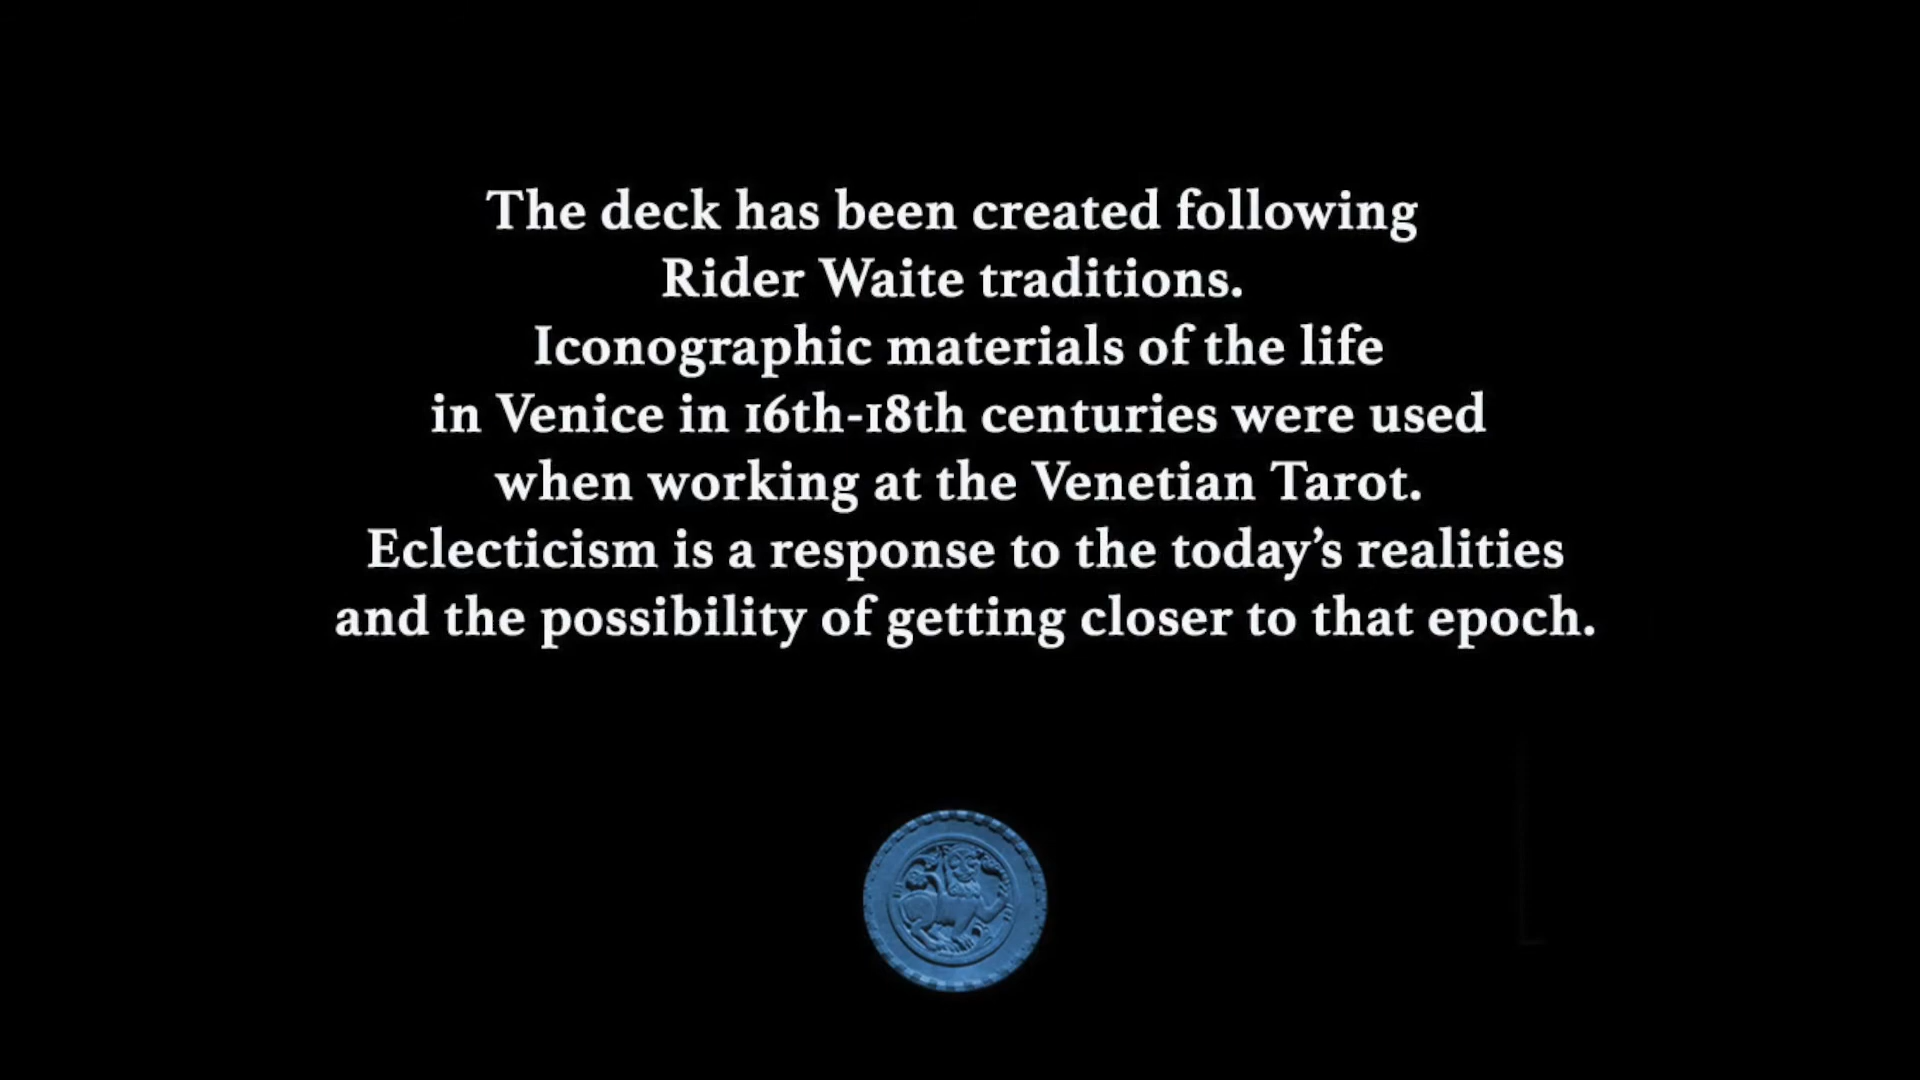 The deck has been created following
Rider Waite traditions.
Iconographic materials of the life
in Venice in 16th-18th centuries were used
when working at the Venetian Tarot.
Eclecticism is a response to the today’s realities
and the possibility of getting closer to that epoch.